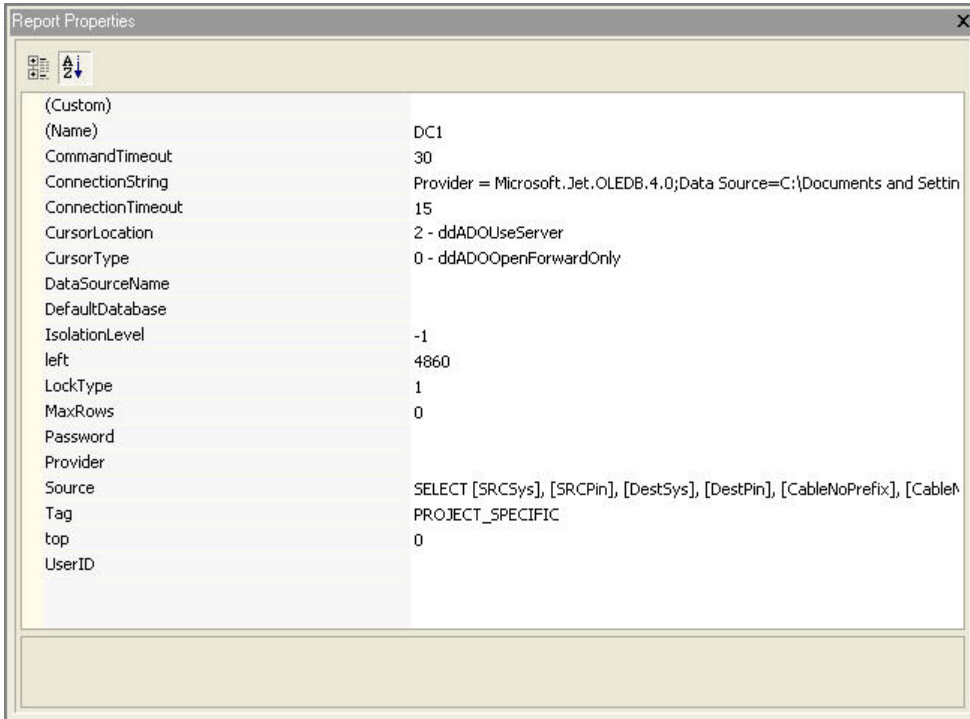 Report Properties
(Custom)
(Name) DC1
CommandTimeout 30
ConnectionString Provider = Microsoft.Jet.OLEDB.4.0;Data Source=C:\Documents and Settin
ConnectionTimeout 15
CursorLocation 2 - ddADOUseServer
CursorType 0 - ddADOOpenForwardOnly
DataSourceName
DefaultDatabase
IsolationLevel -1
left 4860
LockType 1
MaxRows 0
Password
Provider
Source SELECT [SRCSys], [SRCPin], [DestSys], [DestPin], [CableNoPrefix], [CableN
Tag PROJECT_SPECIFIC
top 0
UserID